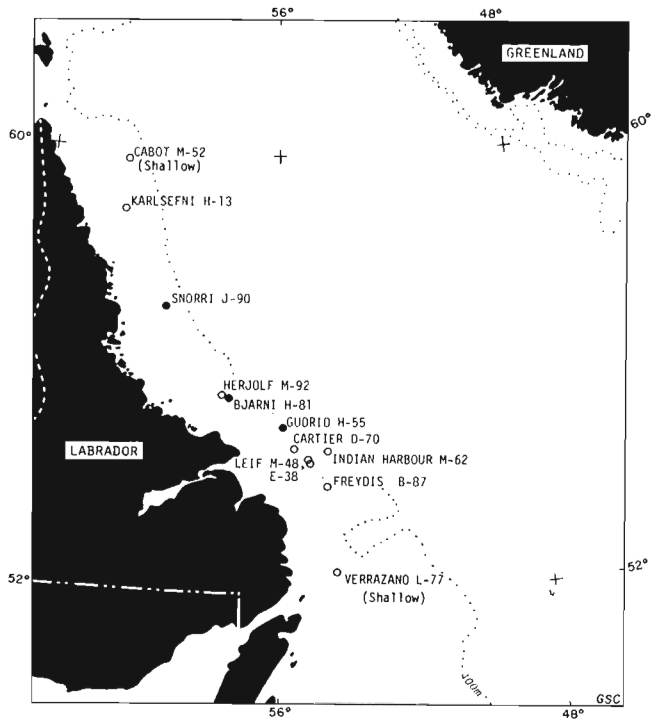 56°
48°
GREENLAND
60°
60°
CABOT M-52
(Shallow)
KARLSEFNI H-13
SNORRI J-90
HERJOLF M-92
BJARNI H-81
GUDRID H-55
CARTIER D-70
LABRADOR
LEIF M-48,
E-38
INDIAN HARBOUR M-62
FREYDIS B-87
52°
52°
VERRAZANO L-77
(Shallow)
100m
GSC
56°
48°